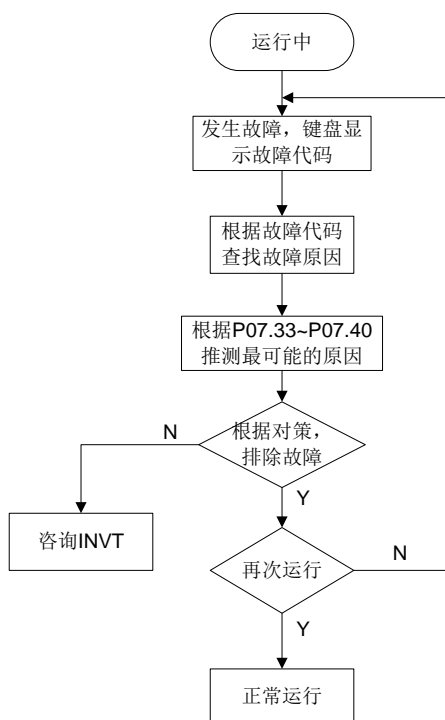 运行中
发生故障，键盘显
示故障代码
根据故障代码
查找故障原因
根据P07.33~P07.40
推测最可能的原因
N
根据对策，
排除故障
Y
咨询INVT
再次运行
N
Y
正常运行